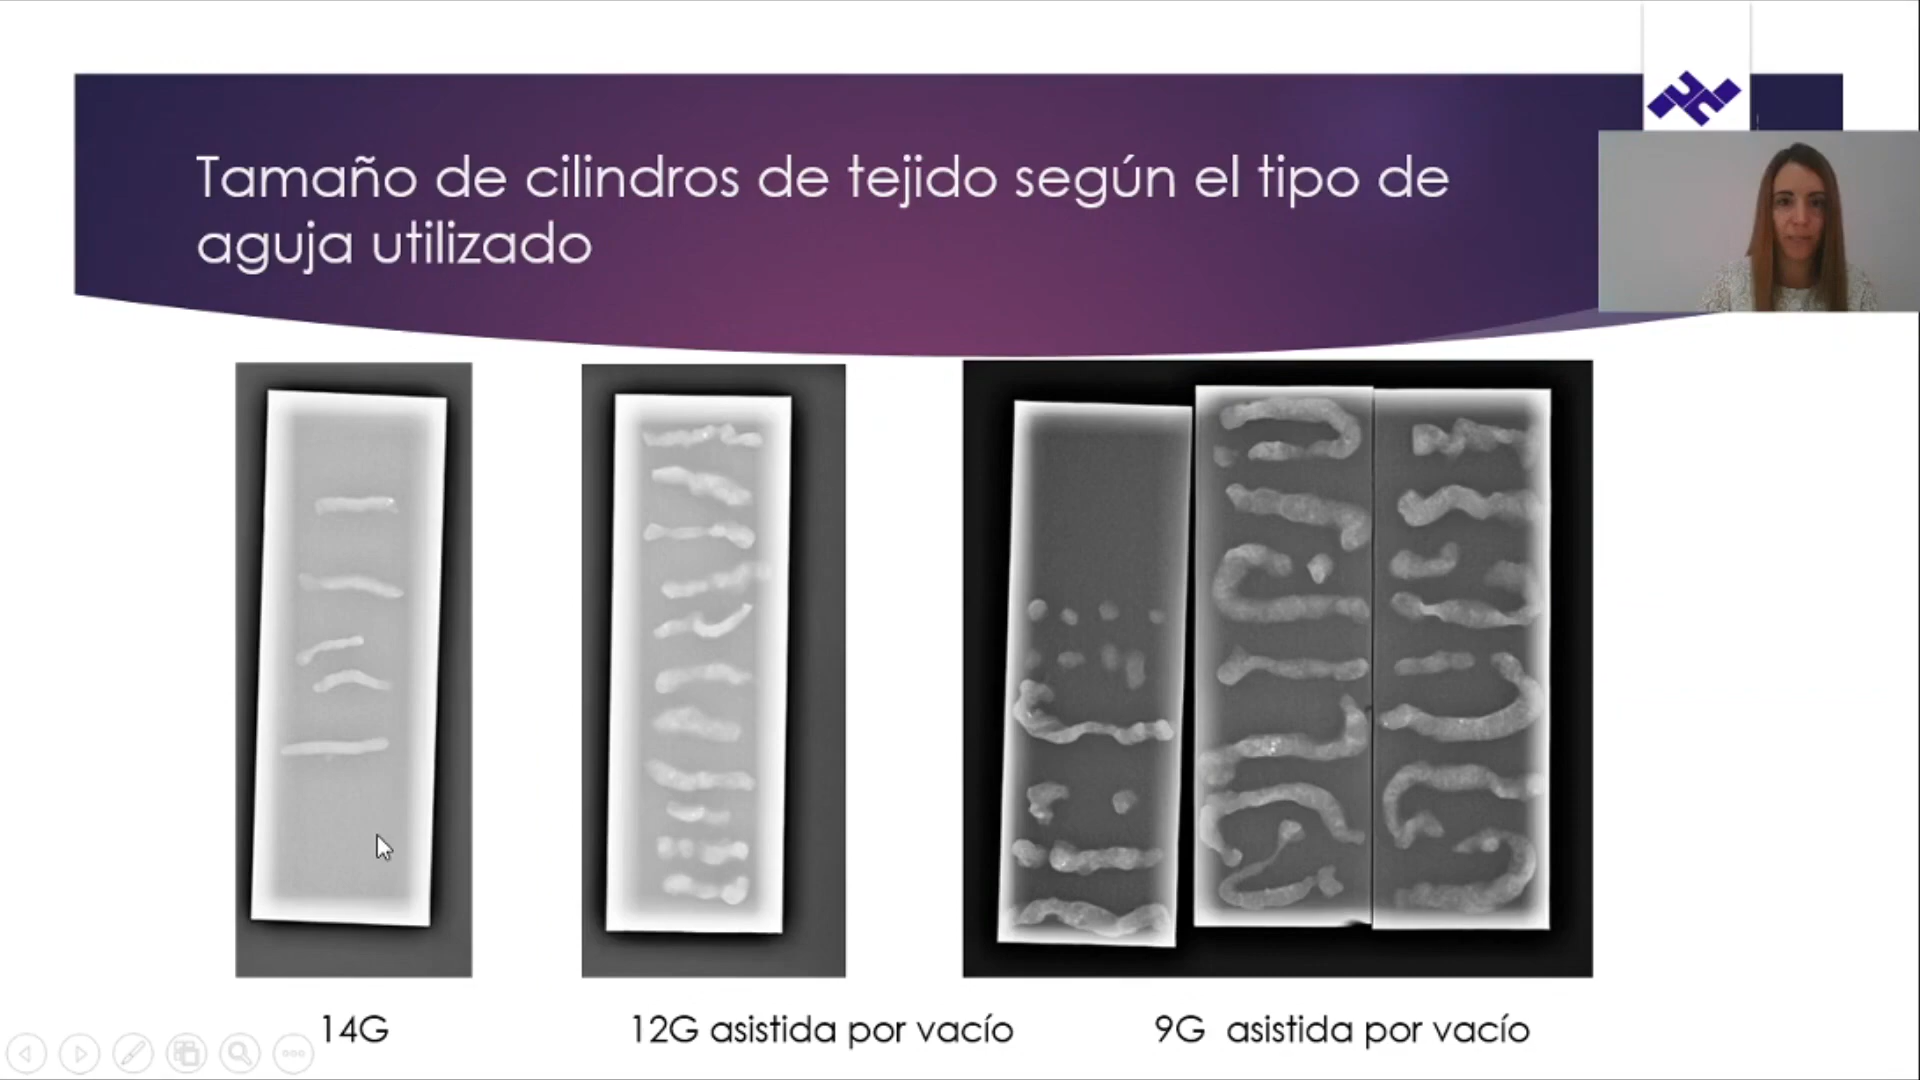 Tamaño de cilindros de tejido según el tipo de
aguja utilizado
14G
12G asistida por vacío
9G asistida por vacío